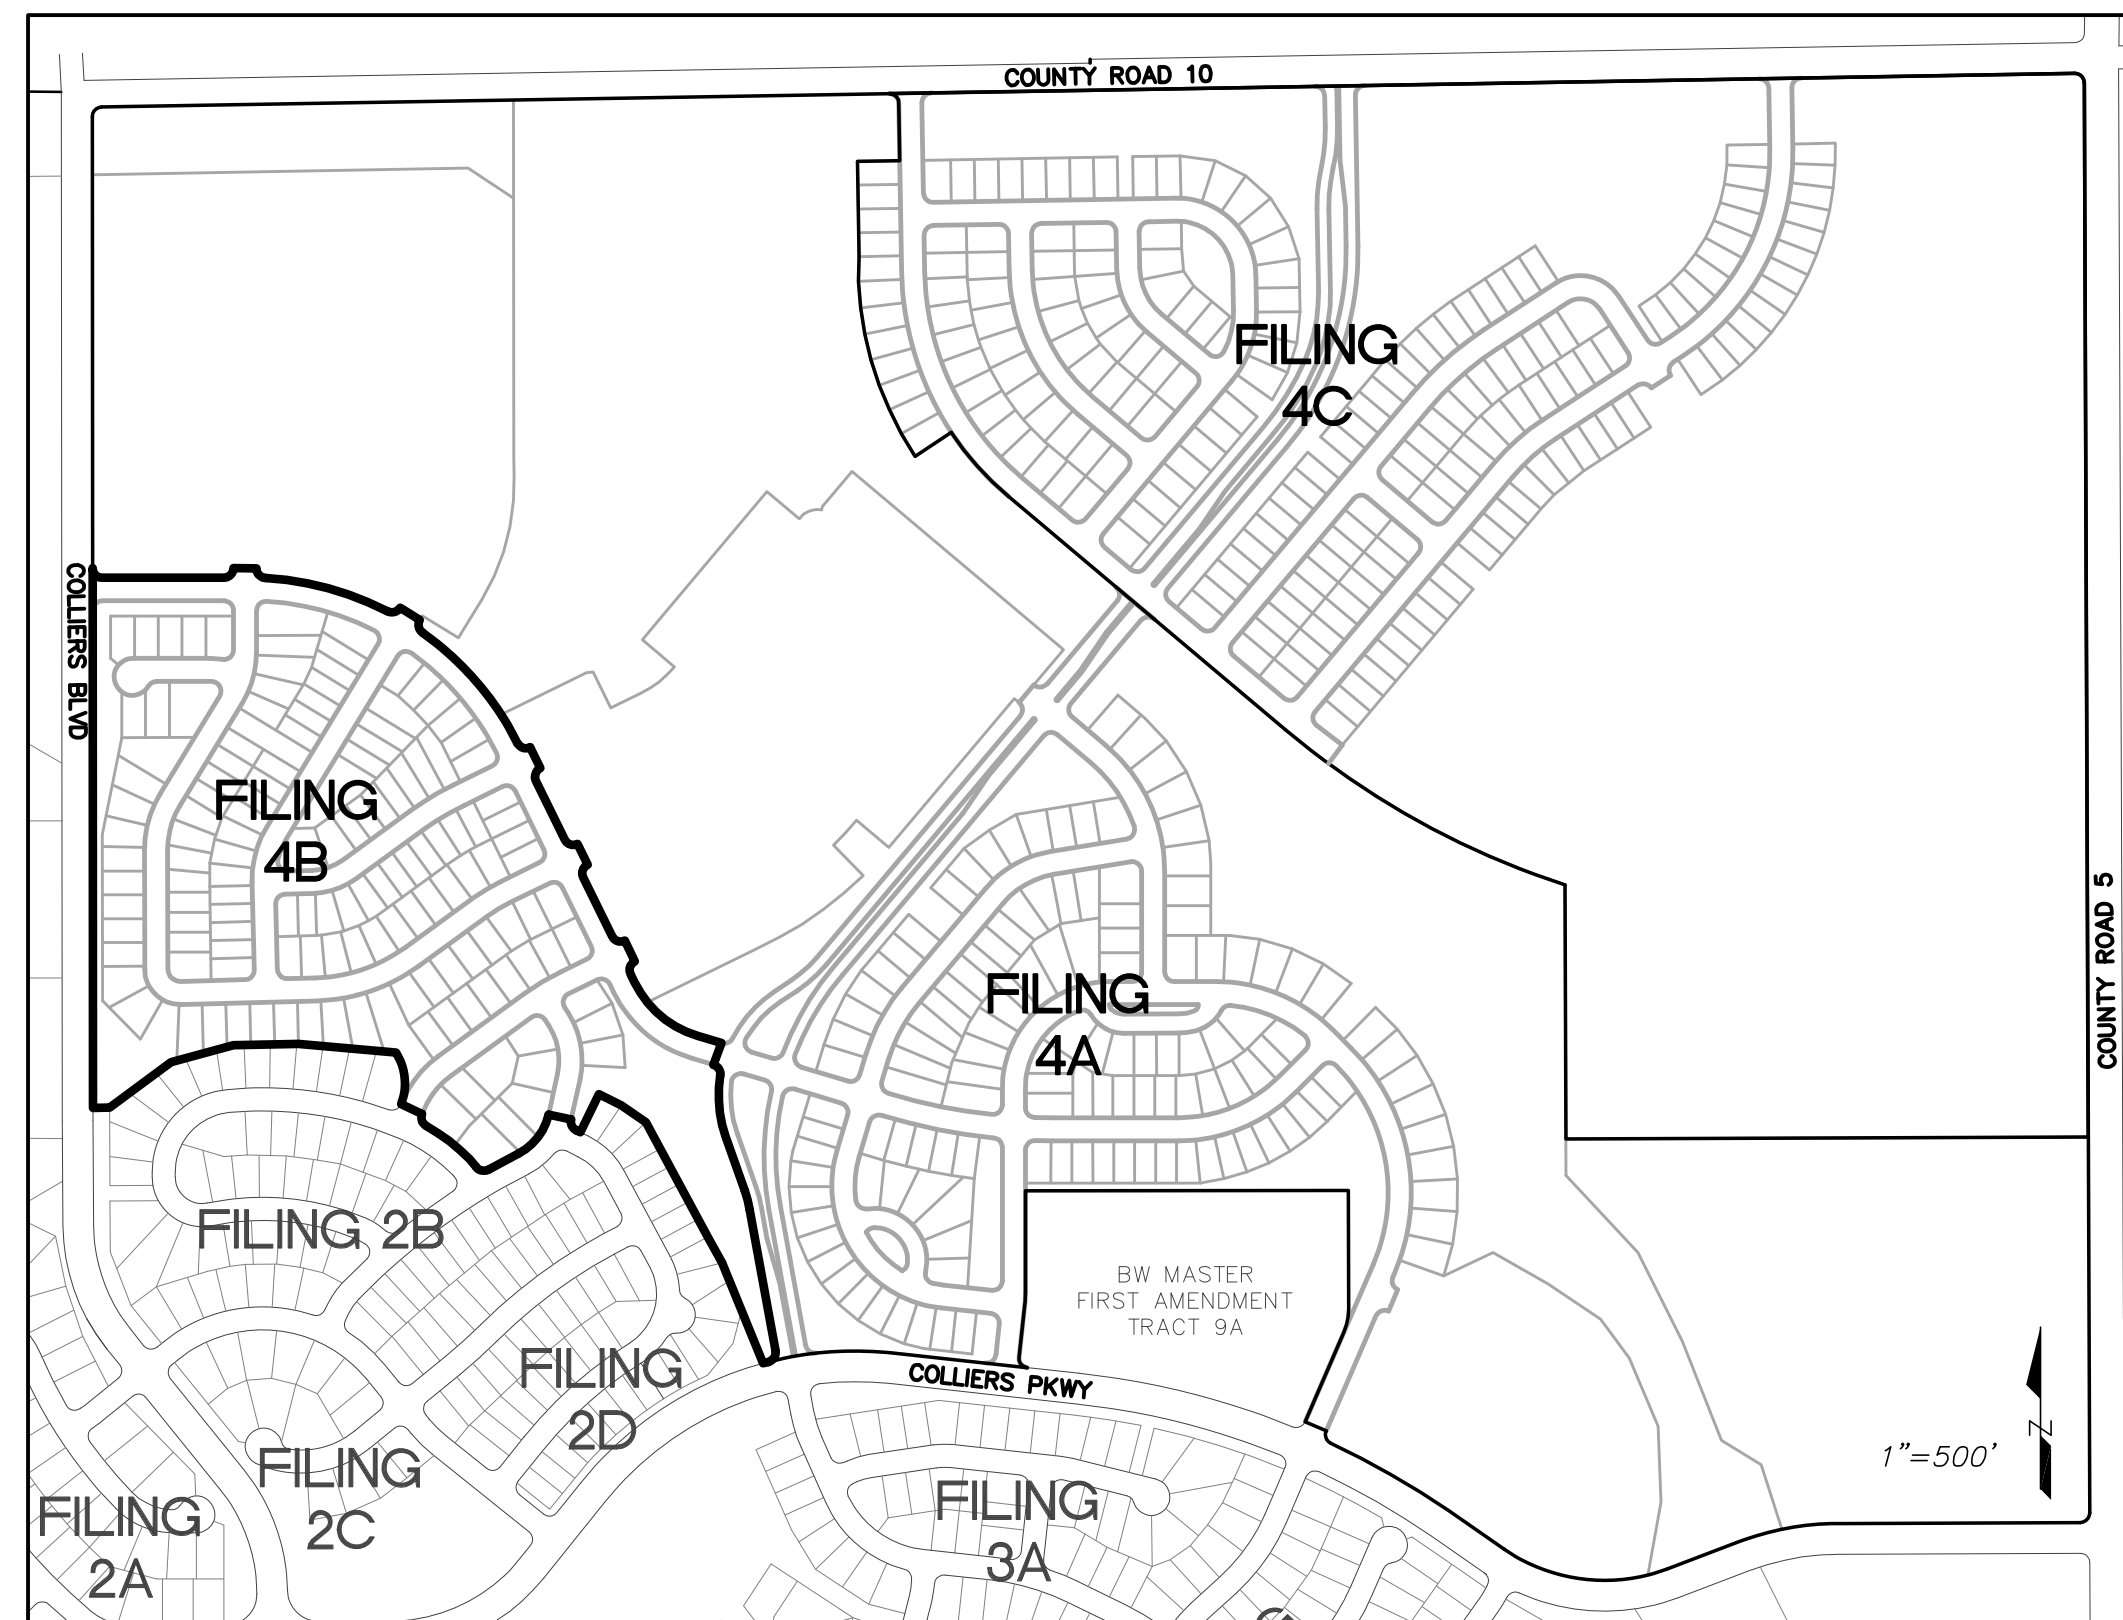 COUNTY ROAD 10
FILING
4C
COLLIERS BLVD
FILING
4B
COUNTY ROAD 5
FILING
4A
FILING 2B
BW MASTER
FIRST AMENDMENT
TRACT 9A
FILING
2D
COLLIERS PKWY
1"=500'
N
FILING
2C
FILING
3A
FILING
2A